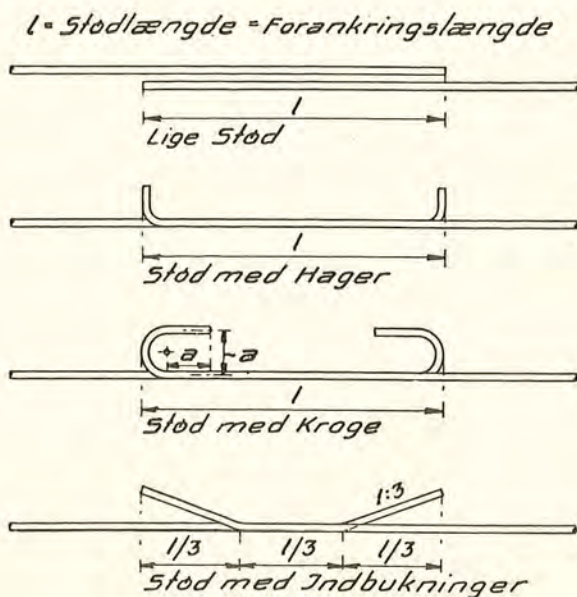 l = Stødlængde = Forankringslængde
l
Lige Stød
l
Stød med Hager
a
~a
l
Stød med Kroge
1:3
l/3 l/3 l/3
Stød med Indbukninger